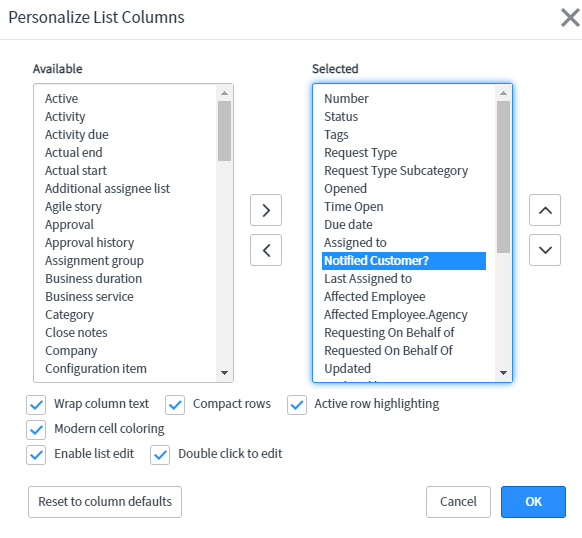 Personalize List Columns
Available
Active
Activity
Activity due
Actual end
Actual start
Additional assignee list
Agile story
Approval
Approval history
Assignment group
Business duration
Business service
Category
Close notes
Company
Configuration item
Selected
Number
Status
Tags
Request Type
Request Type Subcategory
Opened
Time Open
Due date
Assigned to
Notified Customer?
Last Assigned to
Affected Employee
Affected Employee.Agency
Requesting On Behalf of
Requested On Behalf Of
Updated
Wrap column text Compact rows Active row highlighting
Modern cell coloring
Enable list edit Double click to edit
Reset to column defaults Cancel OK